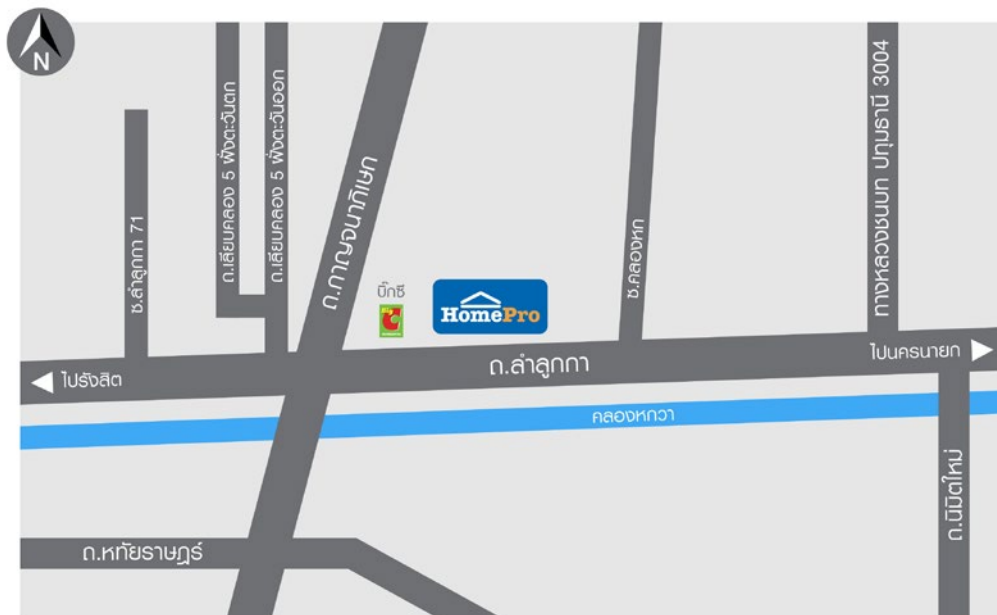 N
ซ.ลำลูกกา 71
ถ.เลียบคลอง 5 ฝั่งตะวันตก
ถ.เลียบคลอง 5 ฝั่งตะวันออก
ถ.กาญจนาภิเษก
บิ๊กซี
HomePro
ซ.คลองหก
ทางหลวงชนบท ปทุมธานี 3004
ไปรังสิต
ถ.ลำลูกกา
ไปนครนายก
คลองหกวา
ถ.นิมิตใหม่
ถ.หทัยราษฎร์